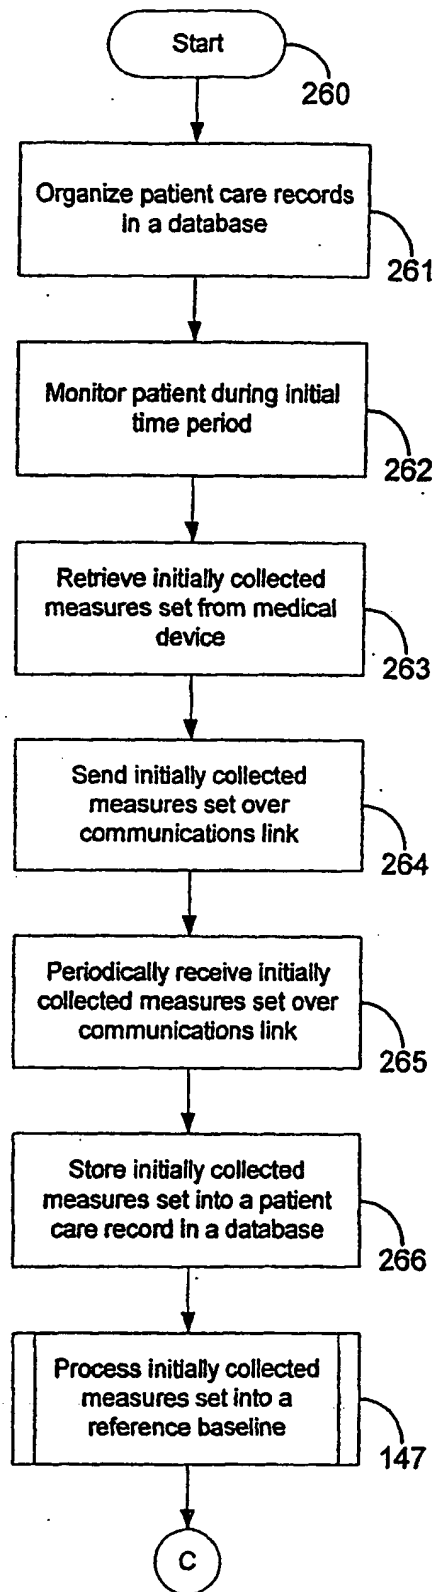 Start
260
Organize patient care records
in a database
261
Monitor patient during initial
time period
262
Retrieve initially collected
measures set from medical
device
263
Send initially collected
measures set over
communications link
264
Periodically receive initially
collected measures set over
communications link
265
Store initially collected
measures set into a patient
care record in a database
266
Process initially collected
measures set into a
reference baseline
147
C